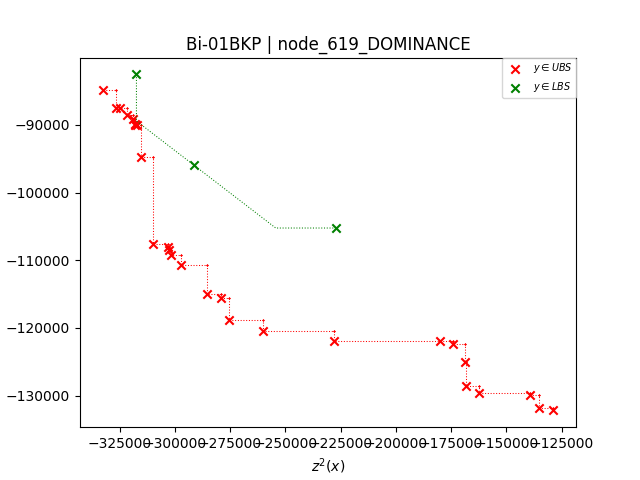 Bi-01BKP | node_619_DOMINANCE
y ∈ UBS
y ∈ LBS
−90000
−100000
−110000
−120000
−130000
−325000 −300000 −275000 −250000 −225000 −200000 −175000 −150000 −125000
z²(x)